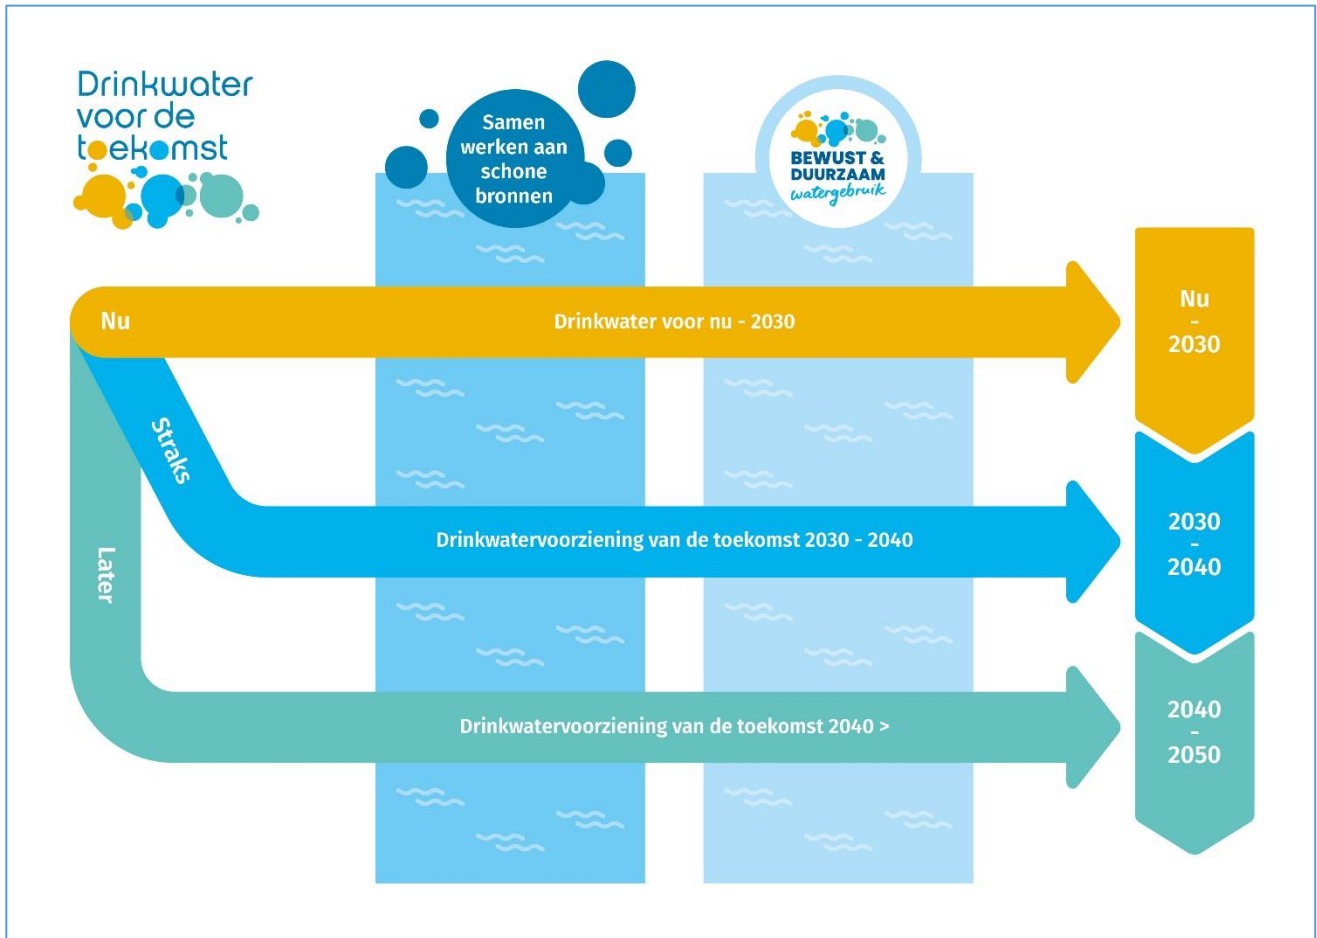 Drinkwater
voor de
toekomst
Samen
werken aan
schone
bronnen
BEWUST &
DUURZAAM
watergebruik
Nu
Drinkwater voor nu - 2030
Nu
-
2030
Straks
Drinkwatervoorziening van de toekomst 2030 - 2040
2030
-
2040
Later
Drinkwatervoorziening van de toekomst 2040 >
2040
-
2050